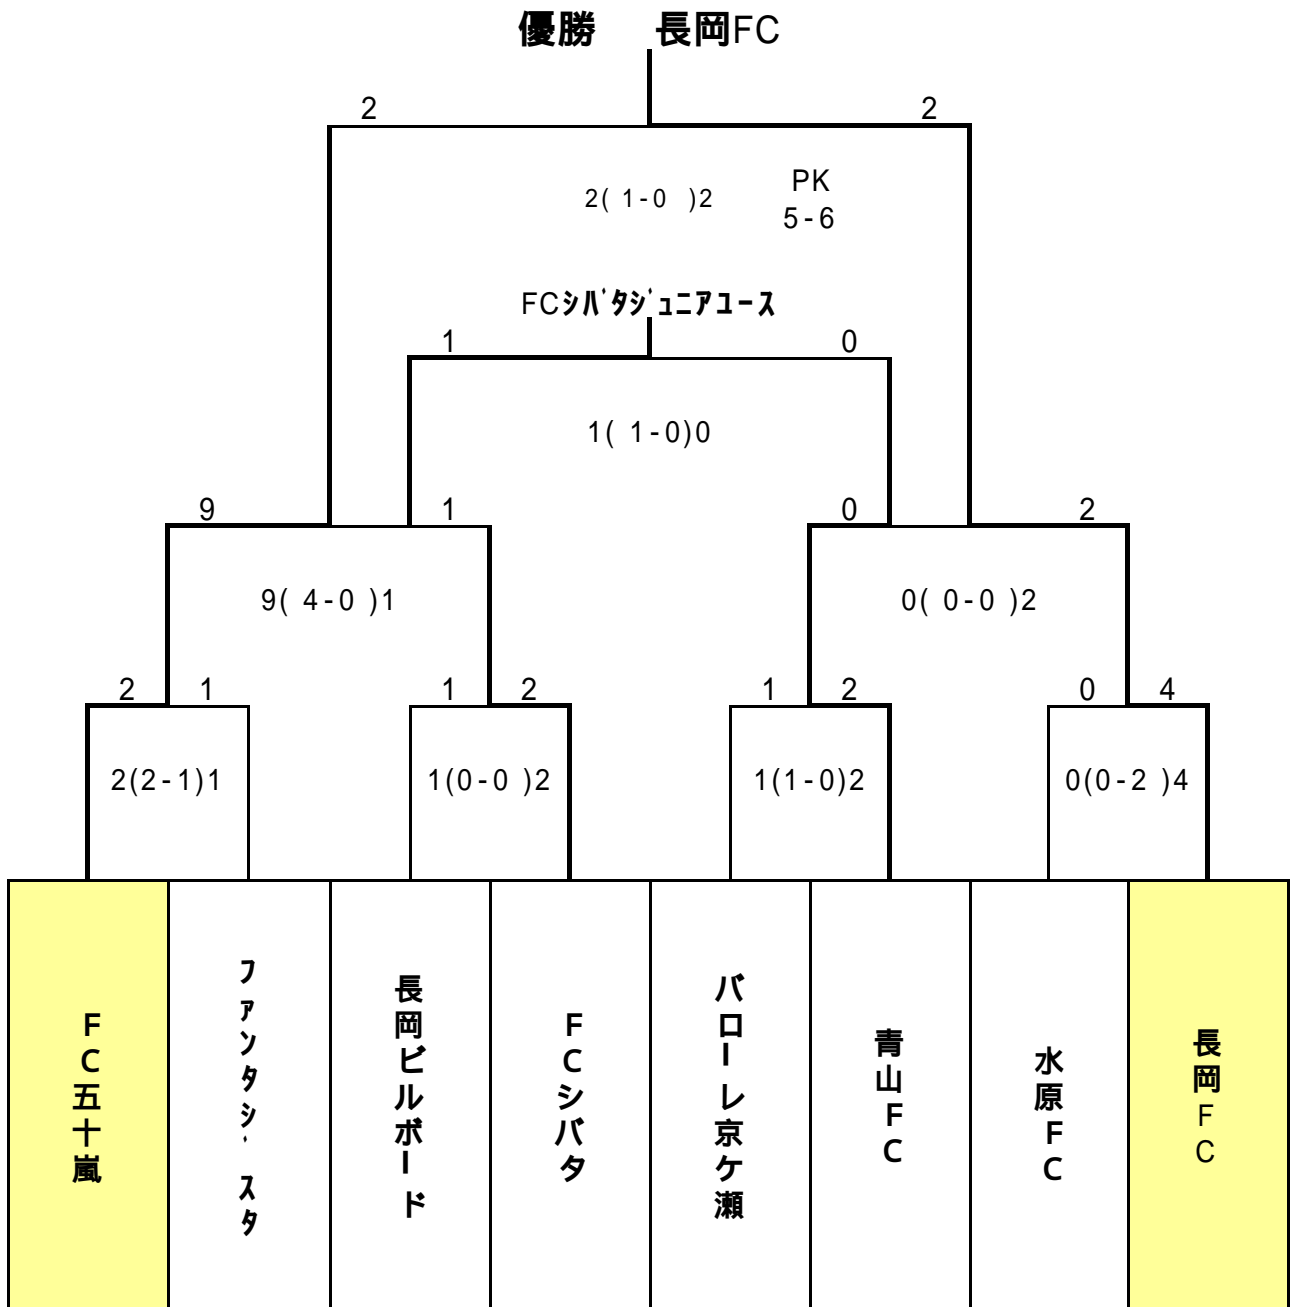 優勝 長岡FC
2 2
2( 1-0 )2
PK
5-6
FCシバタジュニアユース
1 0
1( 1-0)0
9 1 0 2
9( 4-0 )1 0( 0-0 )2
2 1 1 2 1 2 0 4
2(2-1)1 1(0-0 )2 1(1-0)2 0(0-2 )4
FC五十嵐
ファンタジスタ
長岡ビルボード
FCシバタ
バローレ京ケ瀬
青山FC
水原FC
長岡FC